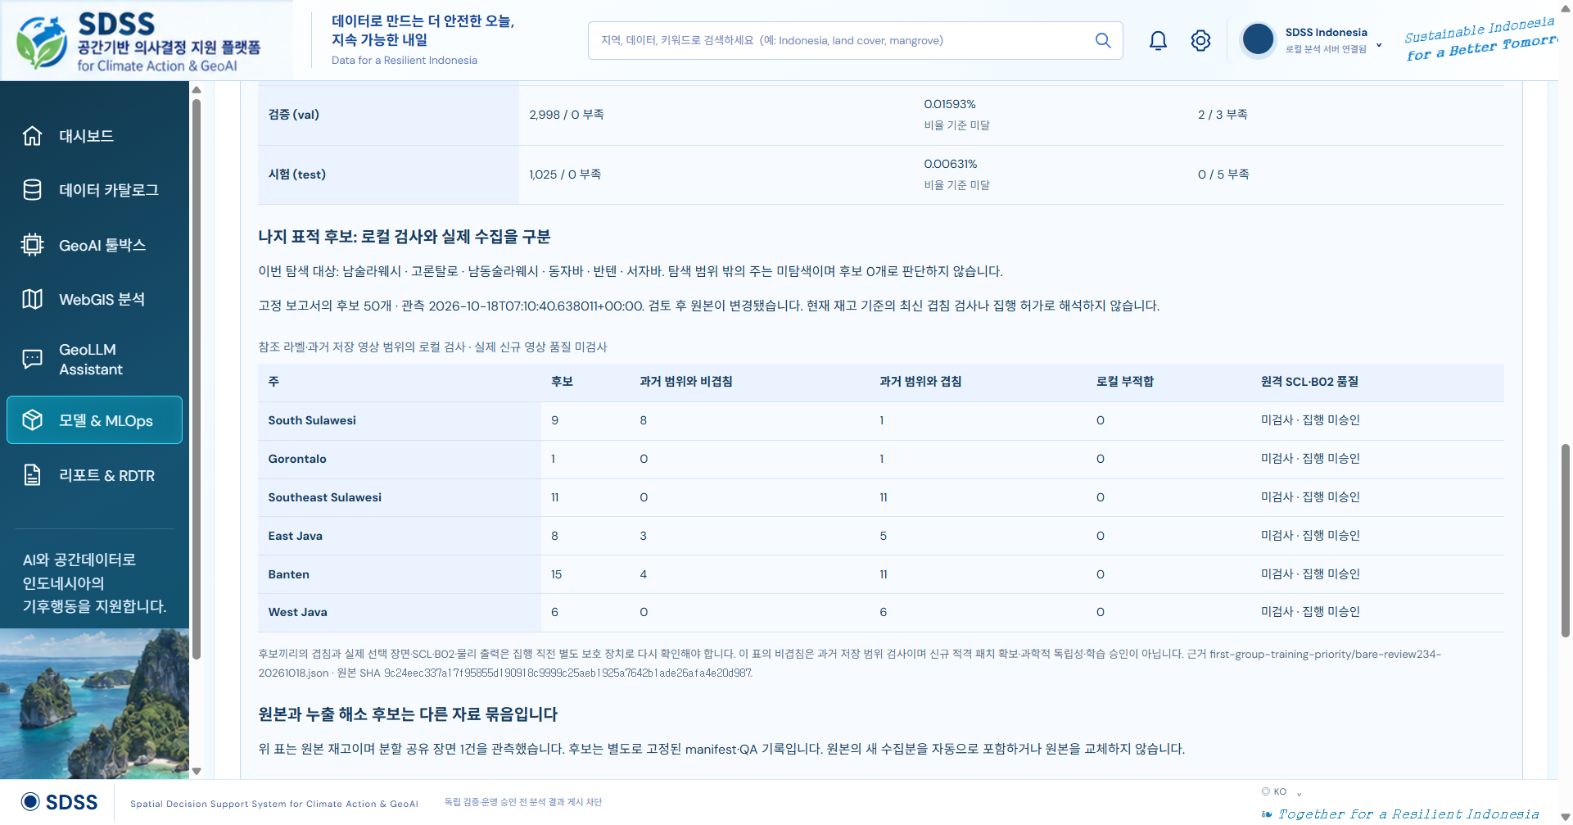 SDSS
공간기반 의사결정 지원 플랫폼
for Climate Action & GeoAI
데이터로 만드는 더 안전한 오늘,
지속 가능한 내일
Data for a Resilient Indonesia
지역, 데이터, 키워드로 검색하세요 (예: Indonesia, land cover, mangrove)
SDSS Indonesia
로컬 분석 서버 연결됨
Sustainable Indonesia
for a Better Tomorr
대시보드
데이터 카탈로그
GeoAI 툴박스
WebGIS 분석
GeoLLM
Assistant
모델 & MLOps
리포트 & RDTR
AI와 공간데이터로
인도네시아의
기후행동을 지원합니다.
검증 (val) 2,998 / 0 부족 0.01593% 2 / 3 부족
비율 기준 미달
시험 (test) 1,025 / 0 부족 0.00631% 0 / 5 부족
비율 기준 미달
나지 표적 후보: 로컬 검사와 실제 수집을 구분
이번 탐색 대상: 남술라웨시 · 고론탈로 · 남동술라웨시 · 동자바 · 반텐 · 서자바. 탐색 범위 밖의 주는 미탐색이며 후보 0개로 판단하지 않습니다.
고정 보고서의 후보 50개 · 관측 2026-10-18T07:10:40.638011+00:00. 검토 후 원본이 변경됐습니다. 현재 재고 기준의 최신 겹침 검사나 집행 허가로 해석하지 않습니다.
참조 라벨·과거 저장 영상 범위의 로컬 검사 · 실제 신규 영상 품질 미검사
주 후보 과거 범위와 비겹침 과거 범위와 겹침 로컬 부적합 원격 SCL·B02 품질
South Sulawesi 9 8 1 0 미검사 · 집행 미승인
Gorontalo 1 0 1 0 미검사 · 집행 미승인
Southeast Sulawesi 11 0 11 0 미검사 · 집행 미승인
East Java 8 3 5 0 미검사 · 집행 미승인
Banten 15 4 11 0 미검사 · 집행 미승인
West Java 6 0 6 0 미검사 · 집행 미승인
후보끼리의 겹침과 실제 선택 장면·SCL·B02·물리 출력은 집행 직전 별도 보호 장치로 다시 확인해야 합니다. 이 표의 비겹침은 과거 저장 범위 검사이며 신규 적격 패치 확보·과학적 독립성·학습 승인이 아닙니다. 근거 first-group-training-priority/bare-review234-
20261018.json · 원본 SHA 9c24eec337a17f95855d190918c9999c25aeb1925a7642b1ade26afa4e20d987.
원본과 누출 해소 후보는 다른 자료 묶음입니다
위 표는 원본 재고이며 분할 공유 장면 1건을 관측했습니다. 후보는 별도로 고정된 manifest·QA 기록입니다. 원본의 새 수집분을 자동으로 포함하거나 원본을 교체하지 않습니다.
SDSS
Spatial Decision Support System for Climate Action & GeoAI
독립 검증·운영 승인 전 분석 결과 게시 차단
KO
Together for a Resilient Indonesia